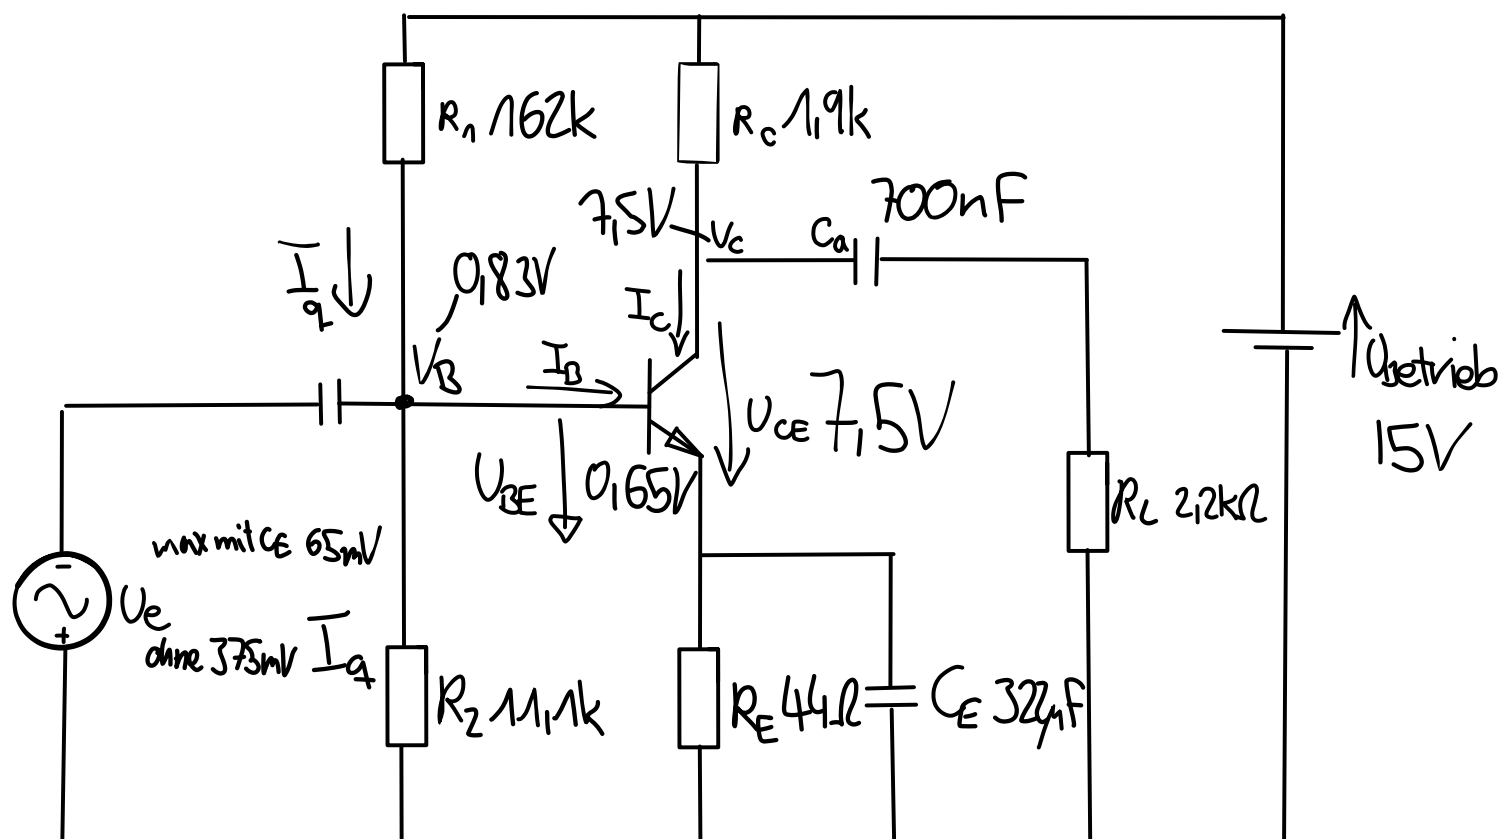 R1 162k
Rc 1,9k
700nF
7,5V
Vc
Ca
Iq
0,83V
Ic
VB
IB
UBetrieb
15V
UCE 7,5V
UBE 0,65V
RL 2,2kΩ
max mit CE 65mV
-
Ue
+
ohne 375mV
Iq
R2 11,1k
RE 44Ω
CE 322µF